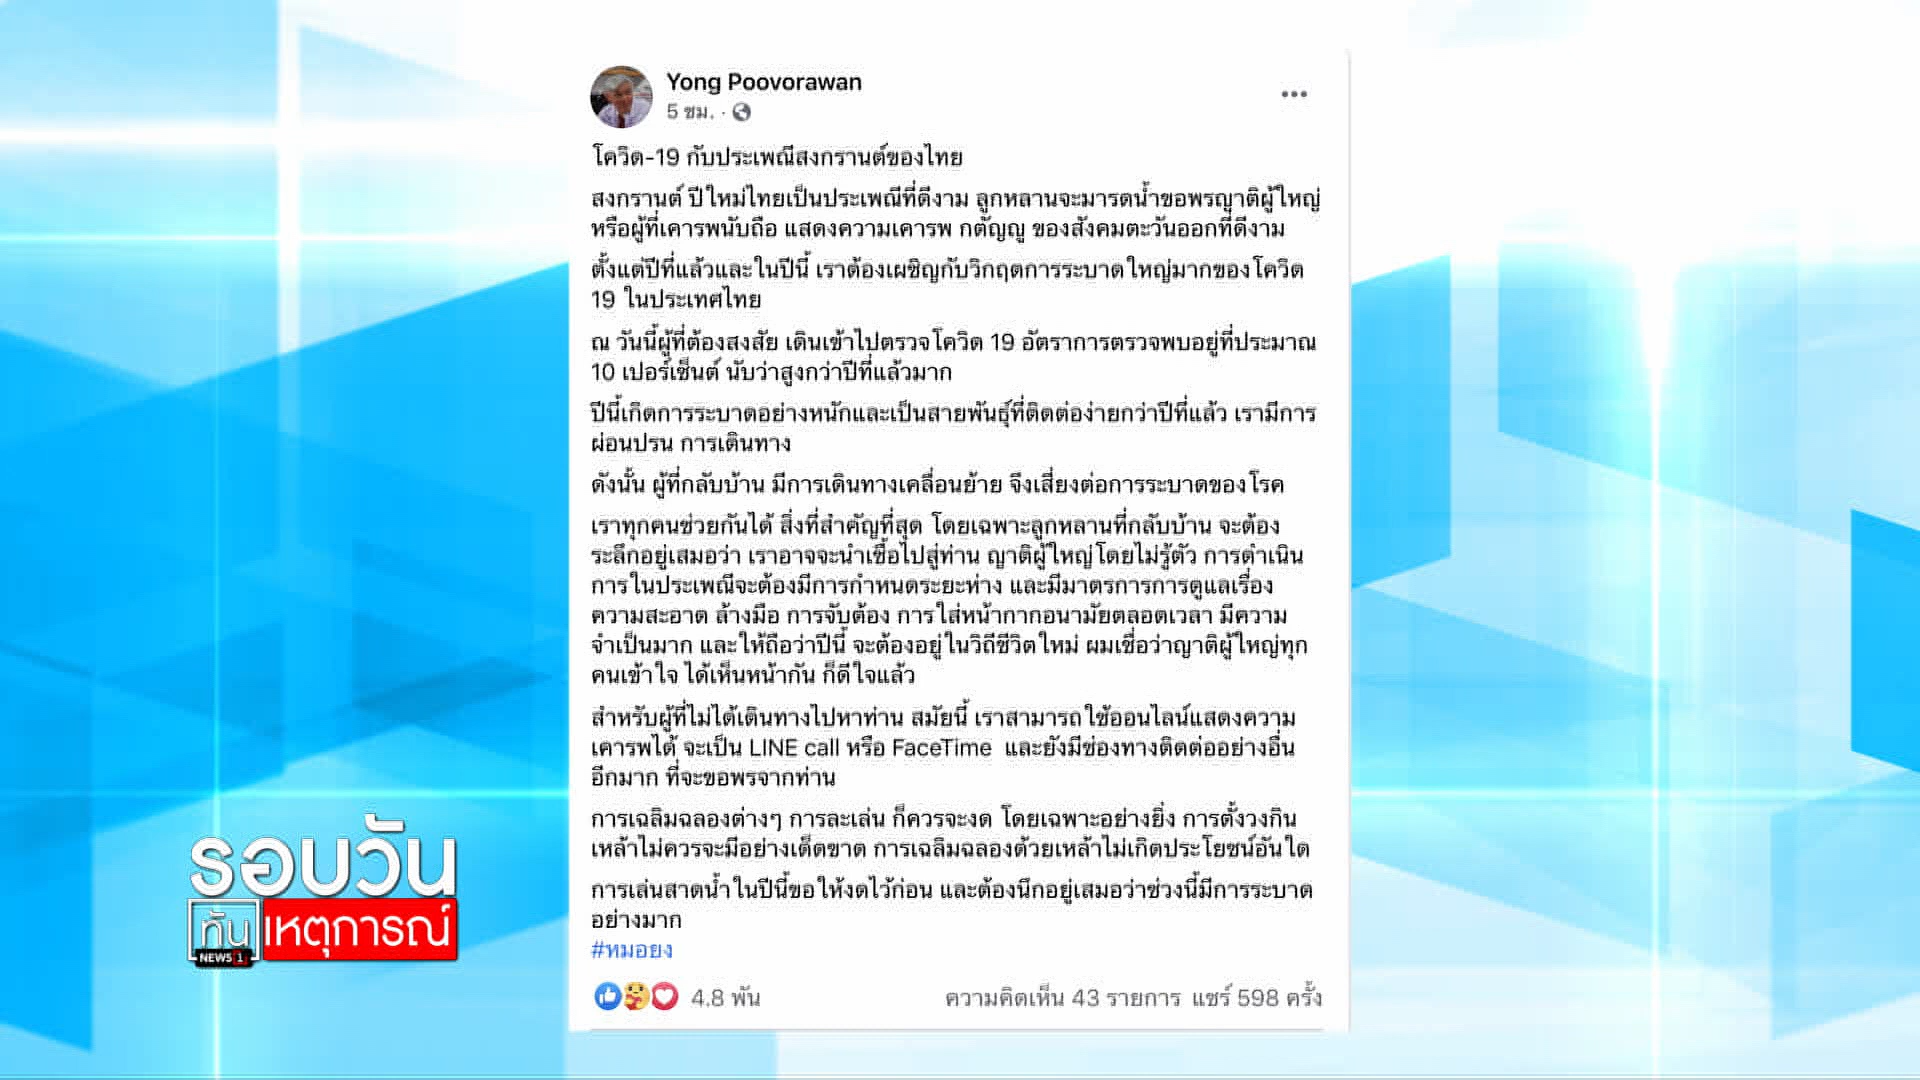 Yong Poovorawan
5 ชม. ·
โควิด-19 กับประเพณีสงกรานต์ของไทย
สงกรานต์ ปีใหม่ไทยเป็นประเพณีที่ดีงาม ลูกหลานจะมารดน้ำขอพรญาติผู้ใหญ่
หรือผู้ที่เคารพนับถือ แสดงความเคารพ กตัญญู ของสังคมตะวันออกที่ดีงาม
ตั้งแต่ปีที่แล้วและในปีนี้ เราต้องเผชิญกับวิกฤตการระบาดใหญ่มากของโควิด
19 ในประเทศไทย
ณ วันนี้ผู้ที่ต้องสงสัย เดินเข้าไปตรวจโควิด 19 อัตราการตรวจพบอยู่ที่ประมาณ
10 เปอร์เซ็นต์ นับว่าสูงกว่าปีที่แล้วมาก
ปีนี้เกิดการระบาดอย่างหนักและเป็นสายพันธุ์ที่ติดต่อง่ายกว่าปีที่แล้ว เรามีการ
ผ่อนปรน การเดินทาง
ดังนั้น ผู้ที่กลับบ้าน มีการเดินทางเคลื่อนย้าย จึงเสี่ยงต่อการระบาดของโรค
เราทุกคนช่วยกันได้ สิ่งที่สำคัญที่สุด โดยเฉพาะลูกหลานที่กลับบ้าน จะต้อง
ระลึกอยู่เสมอว่า เราอาจจะนำเชื้อไปสู่ท่าน ญาติผู้ใหญ่โดยไม่รู้ตัว การดำเนิน
การในประเพณีจะต้องมีการกำหนดระยะห่าง และมีมาตรการการดูแลเรื่อง
ความสะอาด ล้างมือ การจับต้อง การใส่หน้ากากอนามัยตลอดเวลา มีความ
จำเป็นมาก และให้ถือว่าปีนี้ จะต้องอยู่ในวิถีชีวิตใหม่ ผมเชื่อว่าญาติผู้ใหญ่ทุก
คนเข้าใจ ได้เห็นหน้ากัน ก็ดีใจแล้ว
สำหรับผู้ที่ไม่ได้เดินทางไปหาท่าน สมัยนี้ เราสามารถใช้ออนไลน์แสดงความ
เคารพได้ จะเป็น LINE call หรือ FaceTime และยังมีช่องทางติดต่ออย่างอื่น
อีกมาก ที่จะขอพรจากท่าน
การเฉลิมฉลองต่างๆ การละเล่น ก็ควรจะงด โดยเฉพาะอย่างยิ่ง การตั้งวงกิน
เหล้าไม่ควรจะมีอย่างเด็ดขาด การเฉลิมฉลองด้วยเหล้าไม่เกิดประโยชน์อันใด
การเล่นสาดน้ำในปีนี้ขอให้งดไว้ก่อน และต้องนึกอยู่เสมอว่าช่วงนี้มีการระบาด
อย่างมาก
#หมอยง
4.8 พัน ความคิดเห็น 43 รายการ แชร์ 598 ครั้ง
รอบวัน
ทันเหตุการณ์
NEWS1